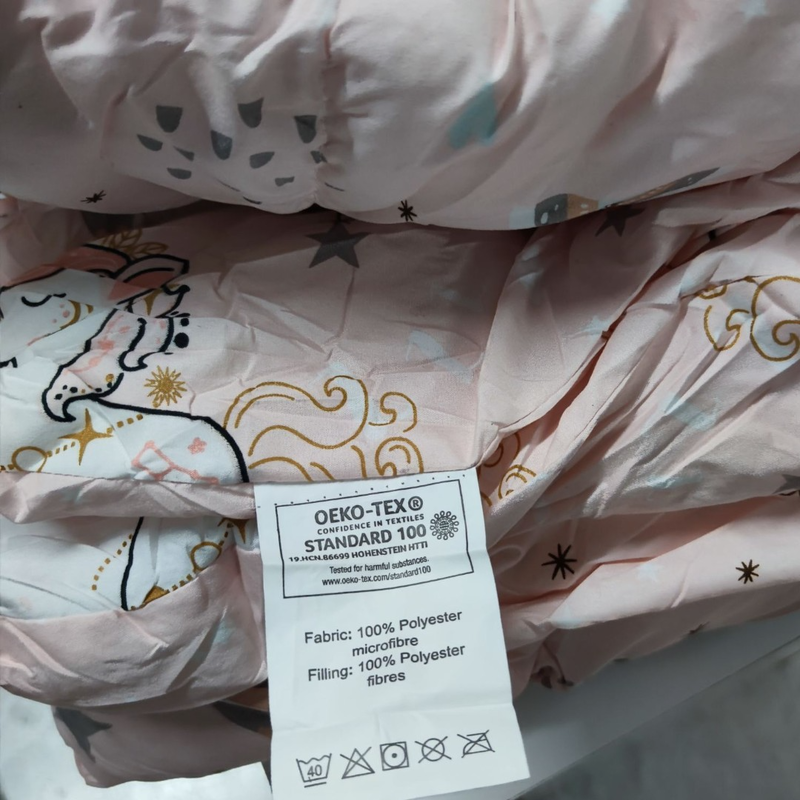 OEKO-TEX®
CONFIDENCE IN TEXTILES
STANDARD 100
19.HCN.86699 HOHENSTEIN HTTI
Tested for harmful substances.
www.oeko-tex.com/standard100
Fabric: 100% Polyester
microfibre
Filling: 100% Polyester
fibres
40